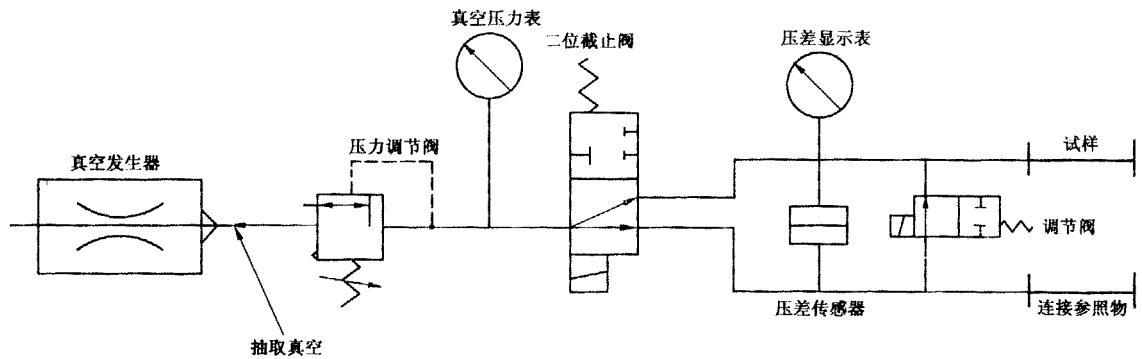 真空压力表
二位截止阀
压差显示表
压力调节阀
真空发生器
试样
调节阀
压差传感器
连接参照物
抽取真空